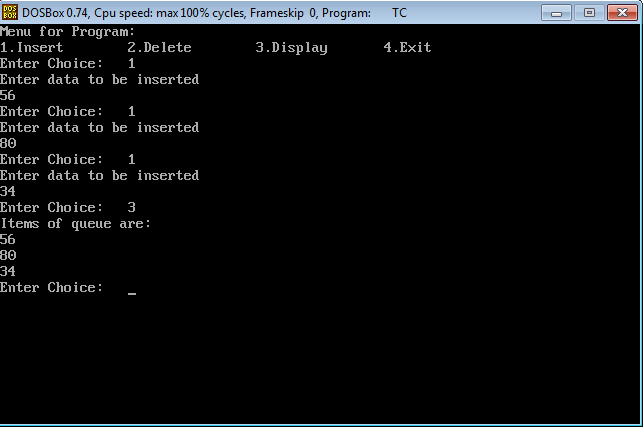 DOS BOX DOSBox 0.74, Cpu speed: max 100% cycles, Frameskip 0, Program: TC
Menu for Program:
1.Insert 2.Delete 3.Display 4.Exit
Enter Choice: 1
Enter data to be inserted
56
Enter Choice: 1
Enter data to be inserted
80
Enter Choice: 1
Enter data to be inserted
34
Enter Choice: 3
Items of queue are:
56
80
34
Enter Choice: _